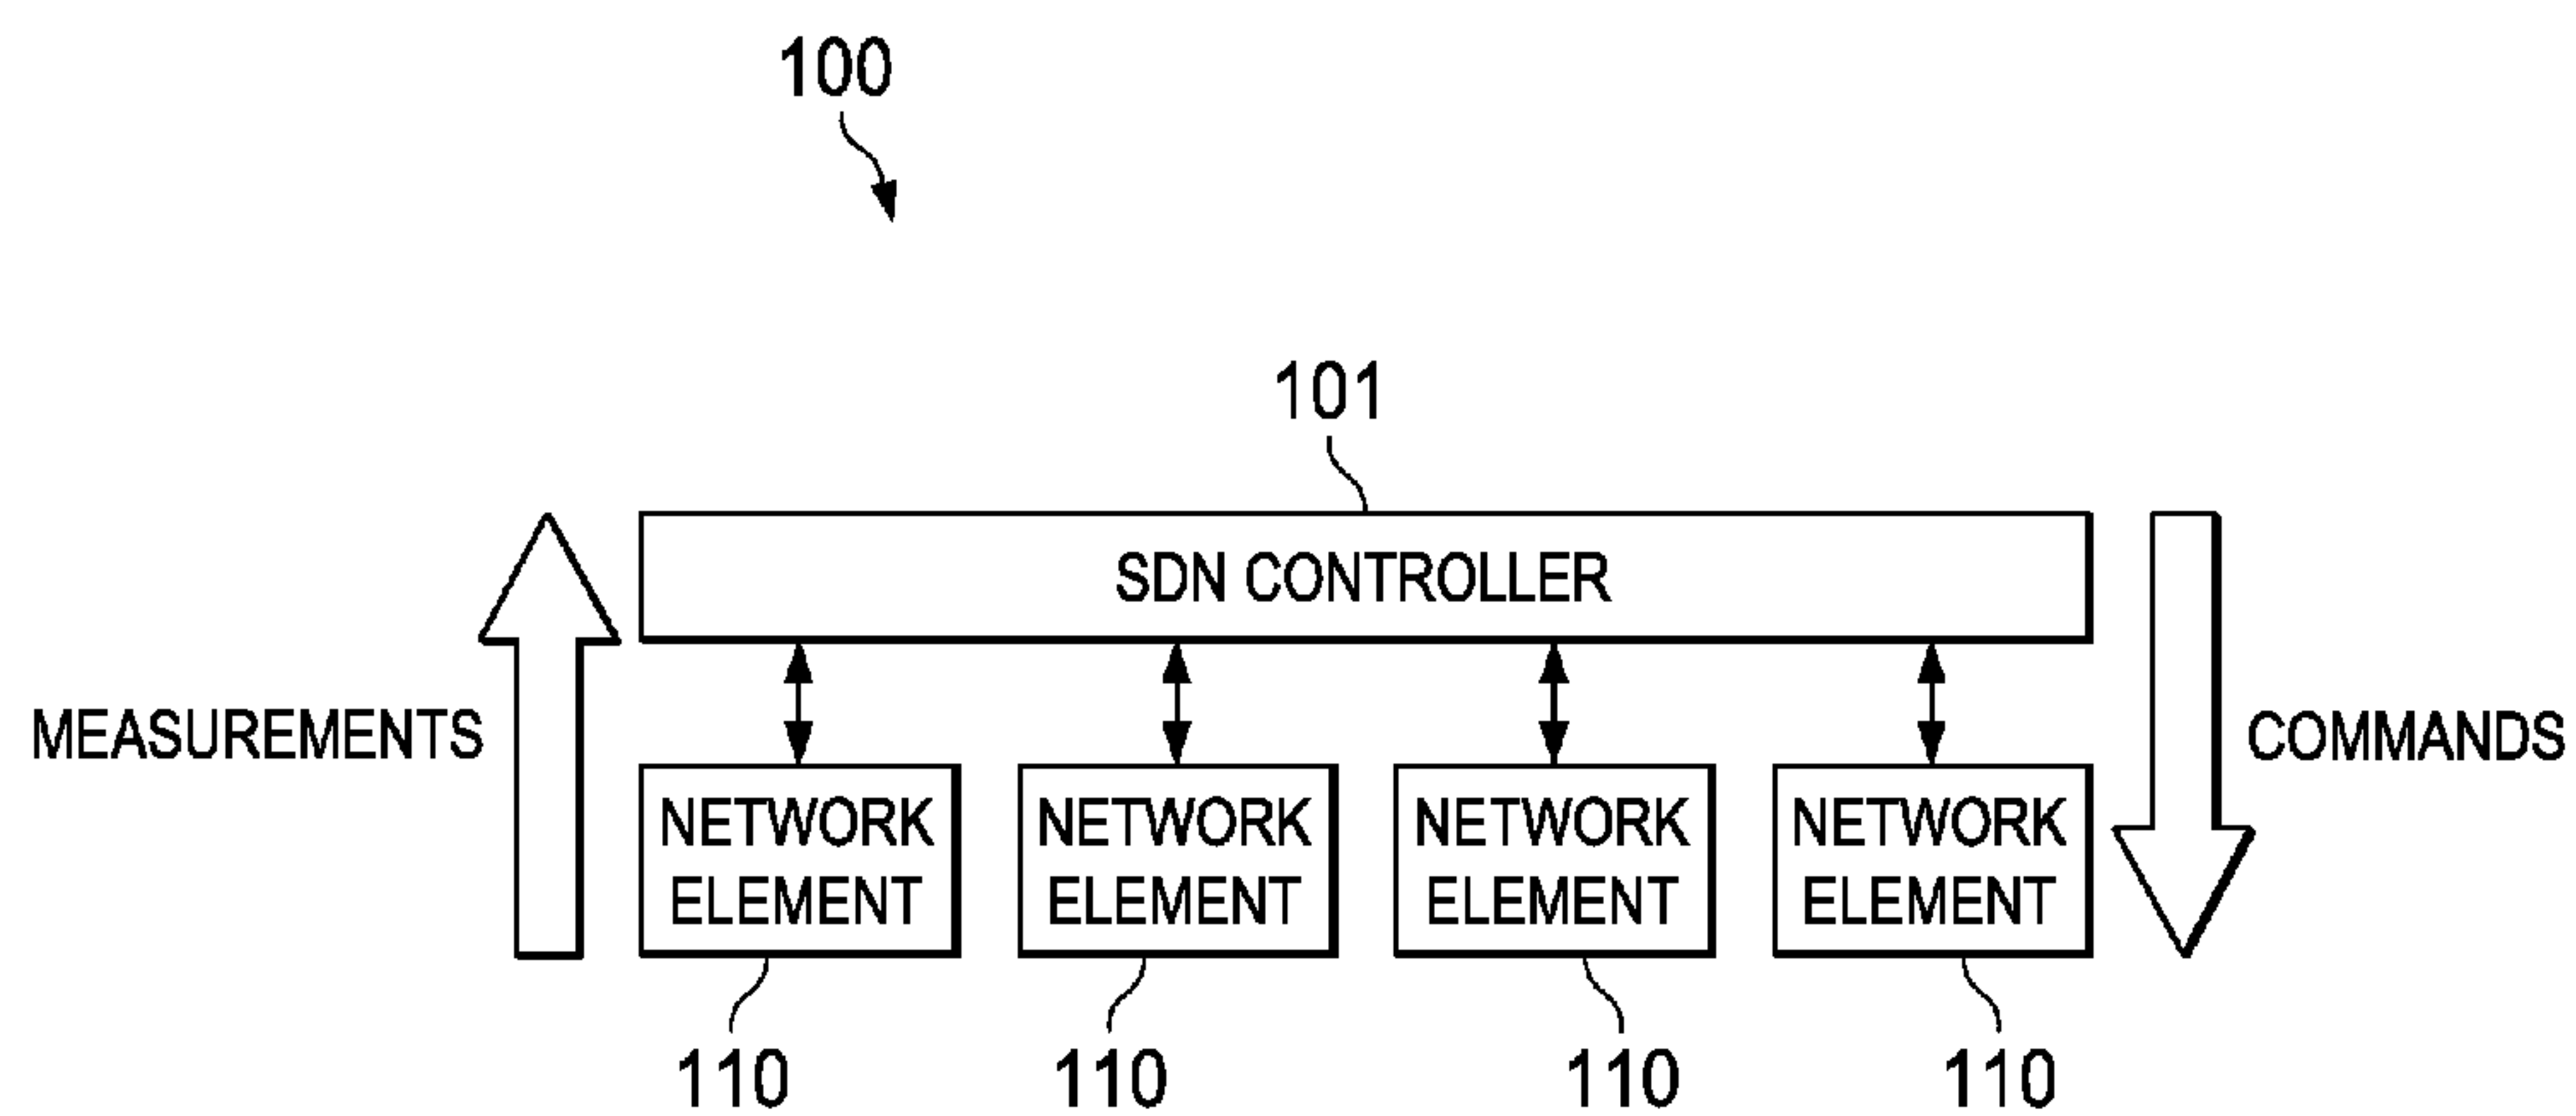 100
101
SDN CONTROLLER
MEASUREMENTS
COMMANDS
NETWORK
ELEMENT
NETWORK
ELEMENT
NETWORK
ELEMENT
NETWORK
ELEMENT
110
110
110
110